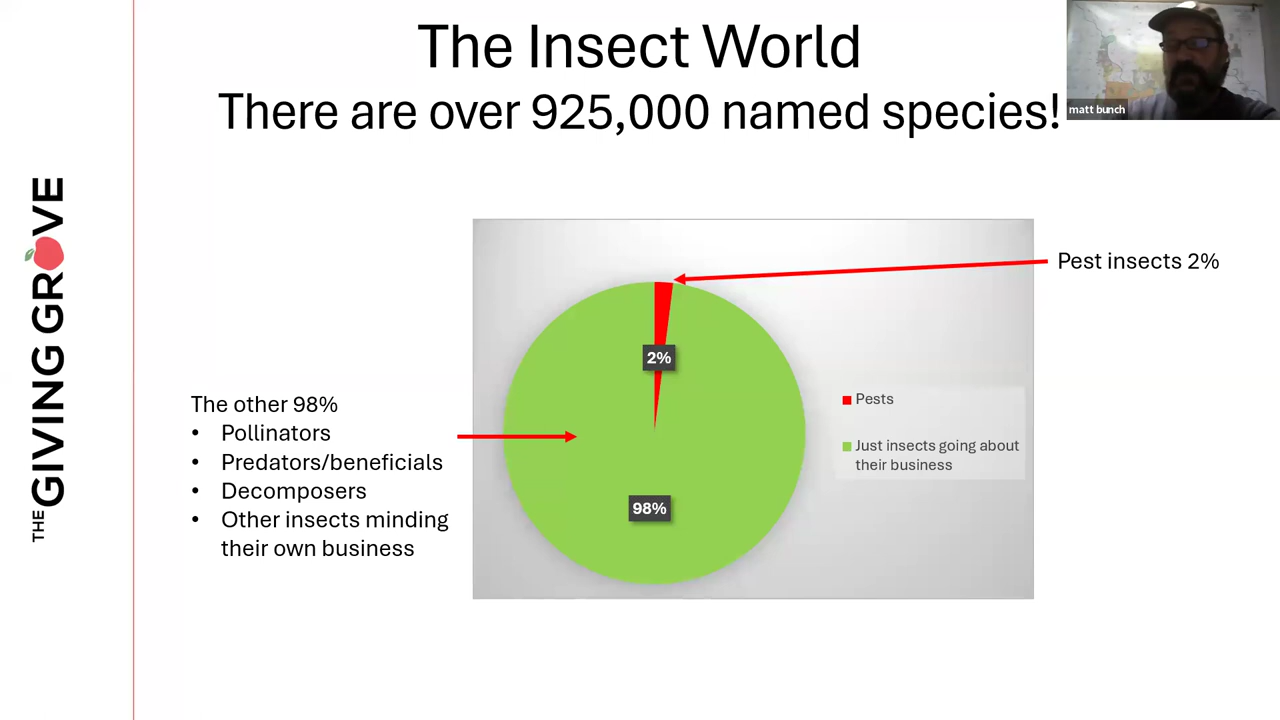 The Insect World
There are over 925,000 named species!
matt bunch
THE GIVING GROVE
Pest insects 2%
2%
Pests
Just insects going about
their business
The other 98%
• Pollinators
• Predators/beneficials
• Decomposers
• Other insects minding
their own business
98%